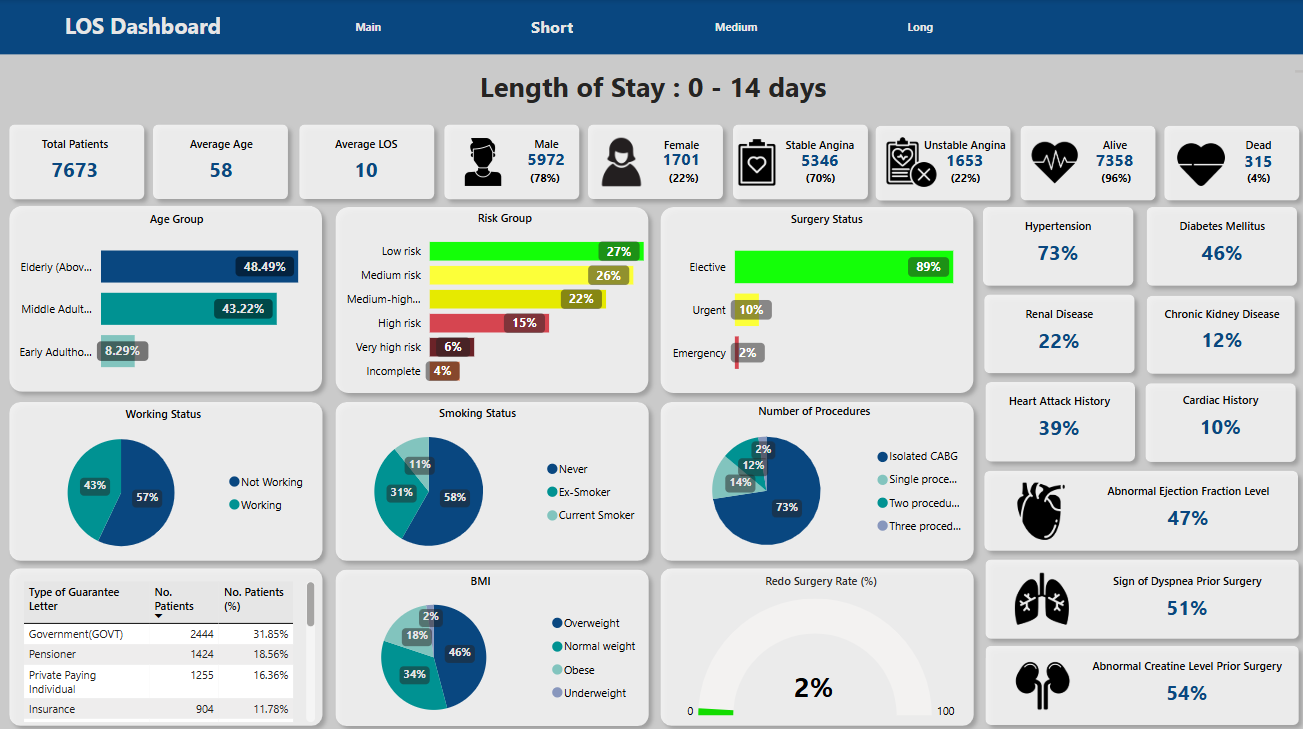 LOS Dashboard
Main
Short
Medium
Long
Length of Stay : 0 - 14 days
Total Patients
7673
Average Age
58
Average LOS
10
Male
5972
(78%)
Female
1701
(22%)
Stable Angina
5346
(70%)
Unstable Angina
1653
(22%)
Alive
7358
(96%)
Dead
315
(4%)
Age Group
Elderly (Abov...
48.49%
Middle Adult...
43.22%
Early Adultho...
8.29%
Risk Group
Low risk
27%
Medium risk
26%
Medium-high...
22%
High risk
15%
Very high risk
6%
Incomplete
4%
Surgery Status
Elective
89%
Urgent
10%
Emergency
2%
Hypertension
73%
Diabetes Mellitus
46%
Renal Disease
22%
Chronic Kidney Disease
12%
Heart Attack History
39%
Cardiac History
10%
Working Status
43%
57%
Not Working
Working
Smoking Status
11%
31%
58%
Never
Ex-Smoker
Current Smoker
Number of Procedures
2%
12%
14%
73%
Isolated CABG
Single proce...
Two procedu...
Three proced...
Abnormal Ejection Fraction Level
47%
Sign of Dyspnea Prior Surgery
51%
Abnormal Creatine Level Prior Surgery
54%
Type of Guarantee Letter
No. Patients
No. Patients (%)
Government(GOVT) 2444 31.85%
Pensioner 1424 18.56%
Private Paying Individual 1255 16.36%
Insurance 904 11.78%
BMI
2%
18%
34%
46%
Overweight
Normal weight
Obese
Underweight
Redo Surgery Rate (%)
2%
0
100